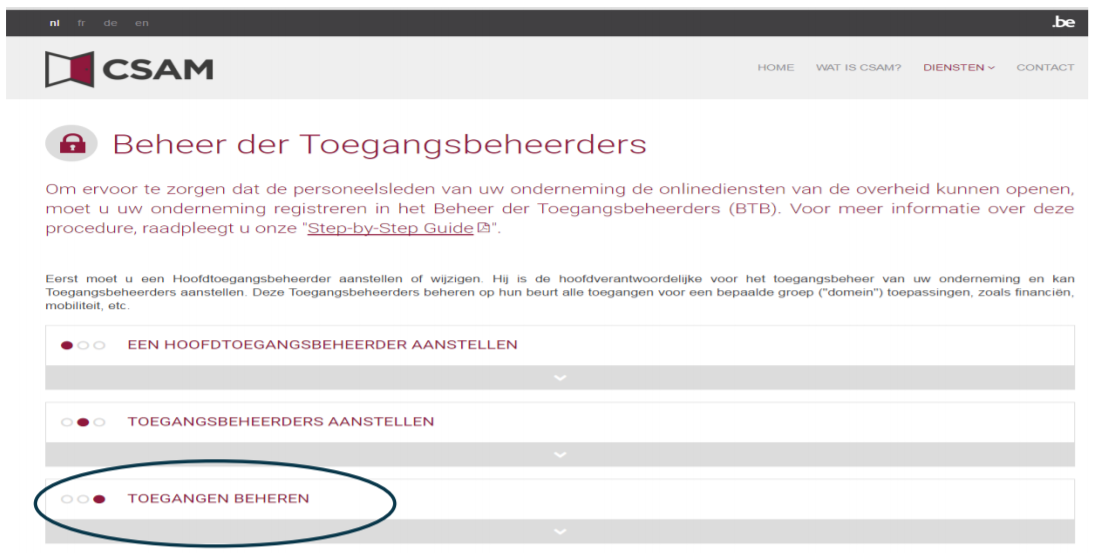 nl fr de en
.be
CSAM
HOME WAT IS CSAM? DIENSTEN CONTACT
Beheer der Toegangsbeheerders
Om ervoor te zorgen dat de personeelsleden van uw onderneming de onlinediensten van de overheid kunnen openen,
moet u uw onderneming registreren in het Beheer der Toegangsbeheerders (BTB). Voor meer informatie over deze
procedure, raadpleegt u onze "Step-by-Step Guide".
Eerst moet u een Hoofdtoegangsbeheerder aanstellen of wijzigen. Hij is de hoofdverantwoordelijke voor het toegangsbeheer van uw onderneming en kan
Toegangsbeheerders aanstellen. Deze Toegangsbeheerders beheren op hun beurt alle toegangen voor een bepaalde groep ("domein") toepassingen, zoals financiën,
mobiliteit, etc.
EEN HOOFDTOEGANGSBEHEERDER AANSTELLEN
TOEGANGSBEHEERDERS AANSTELLEN
TOEGANGEN BEHEREN